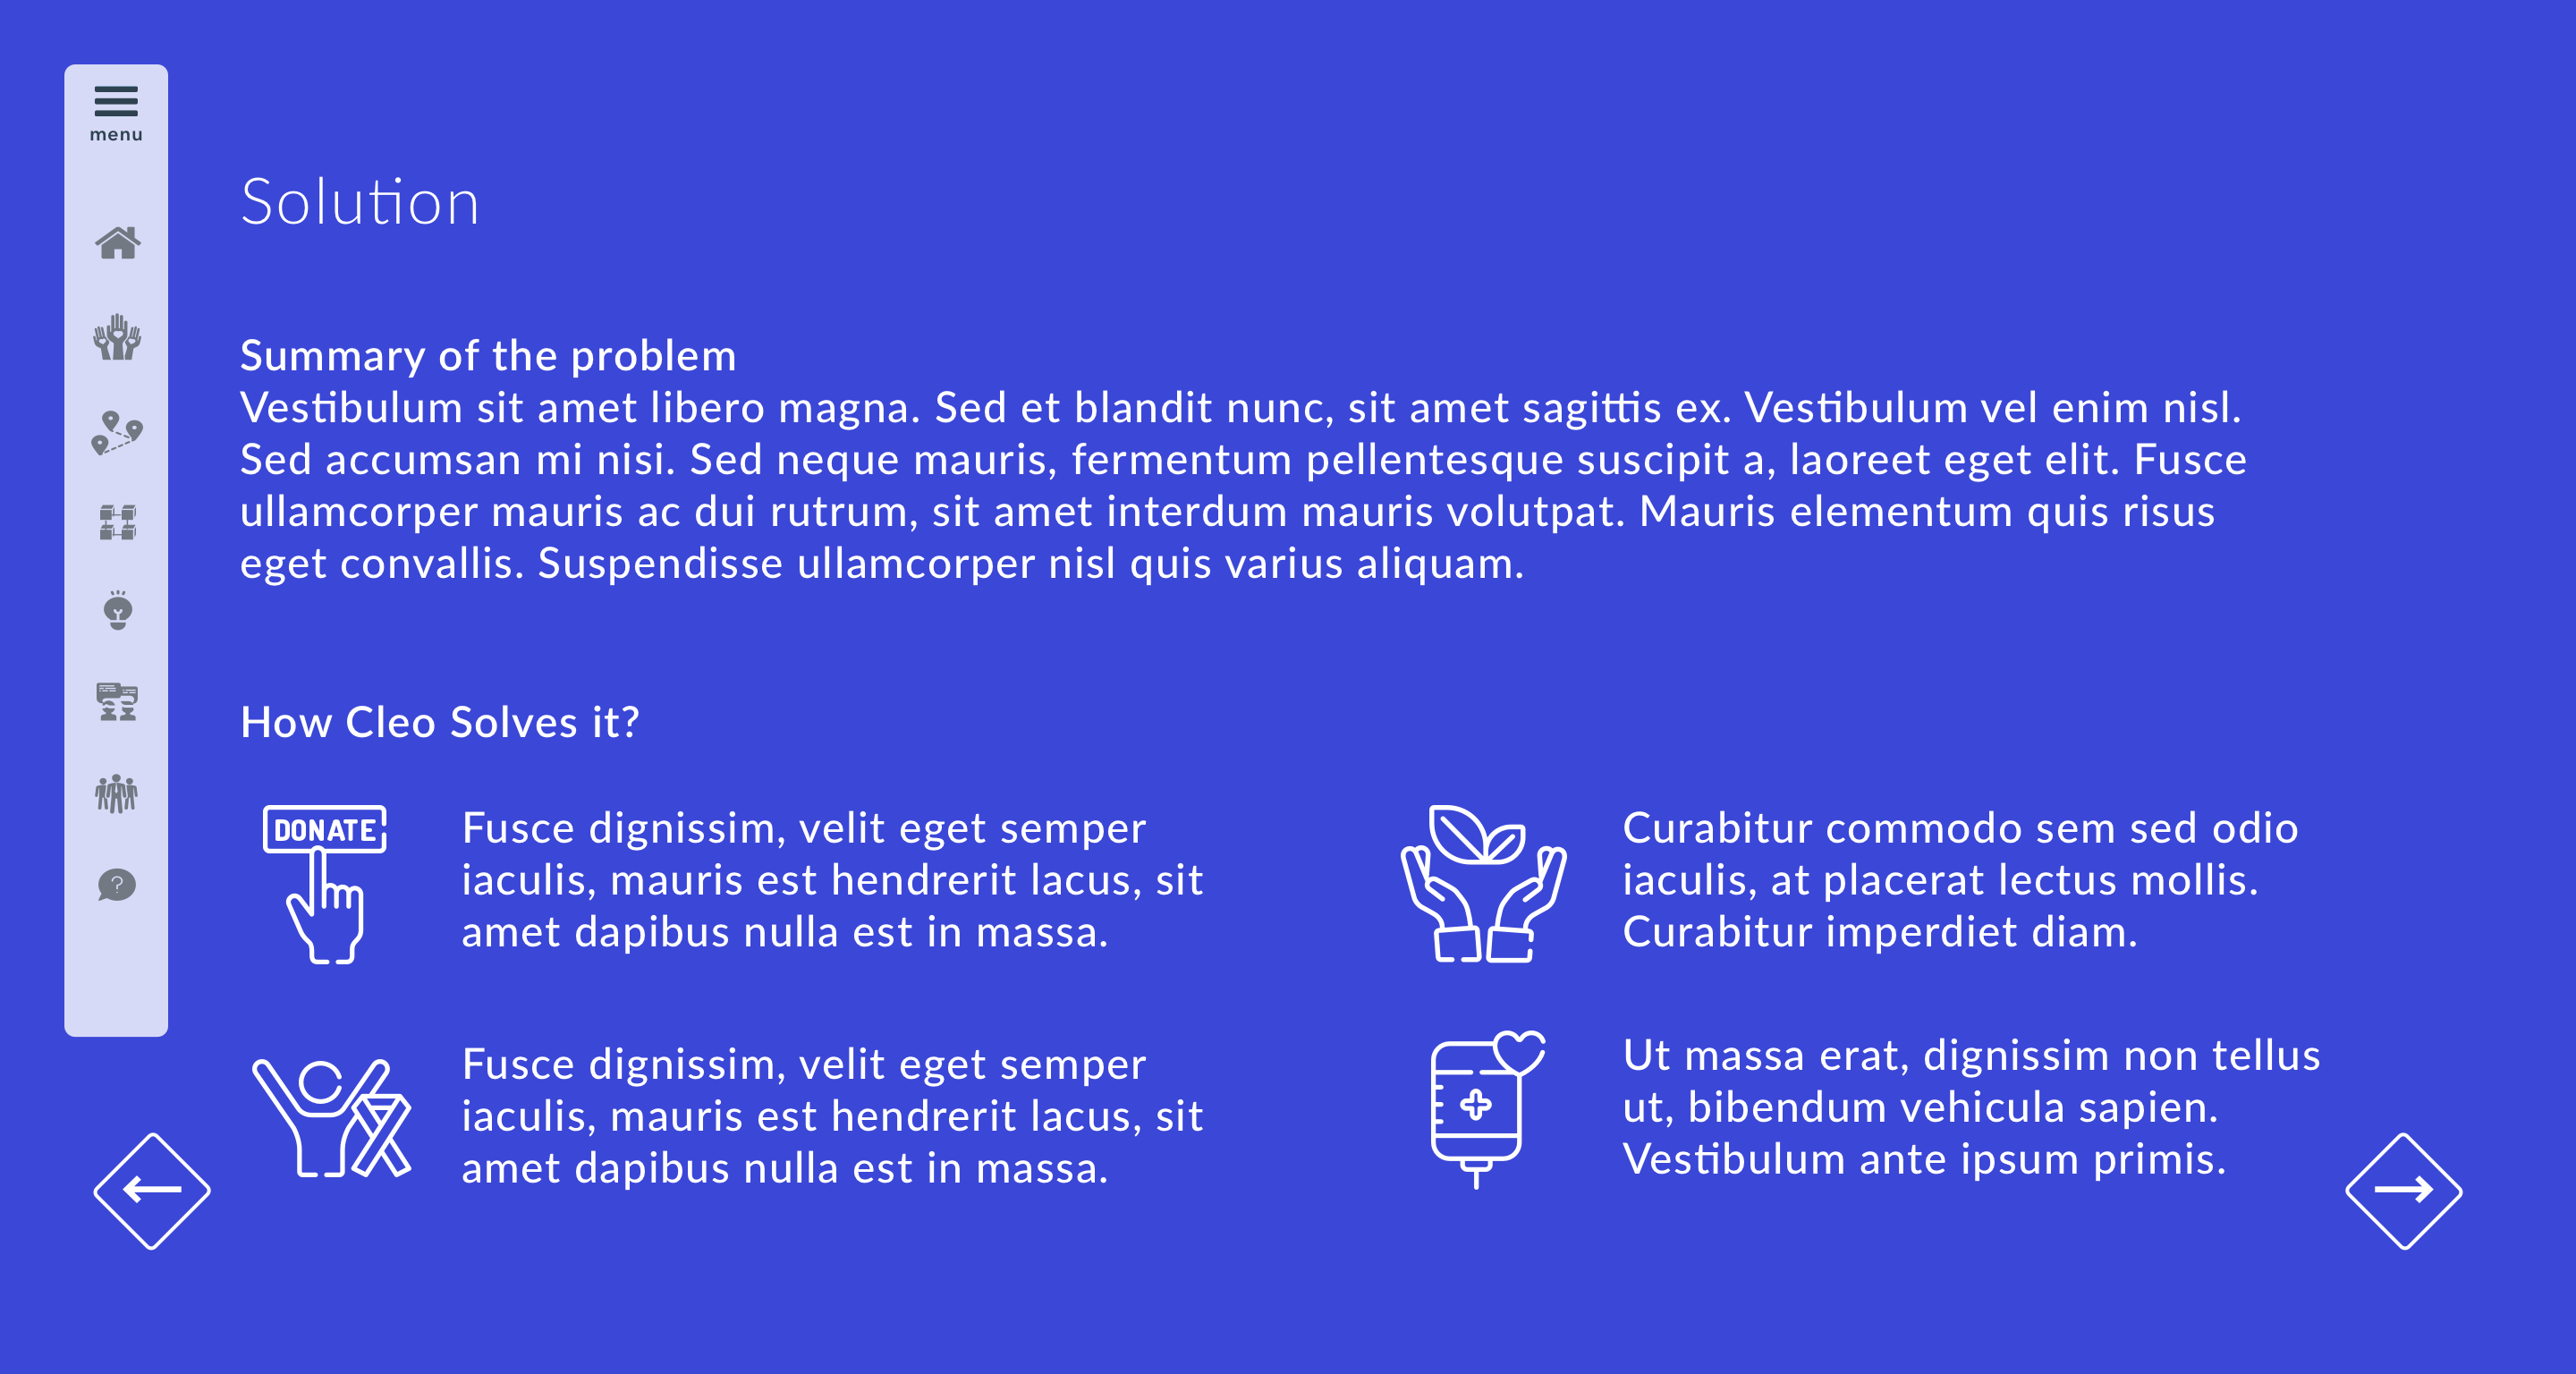 menu
Solution
Summary of the problem
Vestibulum sit amet libero magna. Sed et blandit nunc, sit amet sagittis ex. Vestibulum vel enim nisl.
Sed accumsan mi nisi. Sed neque mauris, fermentum pellentesque suscipit a, laoreet eget elit. Fusce
ullamcorper mauris ac dui rutrum, sit amet interdum mauris volutpat. Mauris elementum quis risus
eget convallis. Suspendisse ullamcorper nisl quis varius aliquam.
How Cleo Solves it?
DONATE
Fusce dignissim, velit eget semper
iaculis, mauris est hendrerit lacus, sit
amet dapibus nulla est in massa.
Curabitur commodo sem sed odio
iaculis, at placerat lectus mollis.
Curabitur imperdiet diam.
Fusce dignissim, velit eget semper
iaculis, mauris est hendrerit lacus, sit
amet dapibus nulla est in massa.
Ut massa erat, dignissim non tellus
ut, bibendum vehicula sapien.
Vestibulum ante ipsum primis.